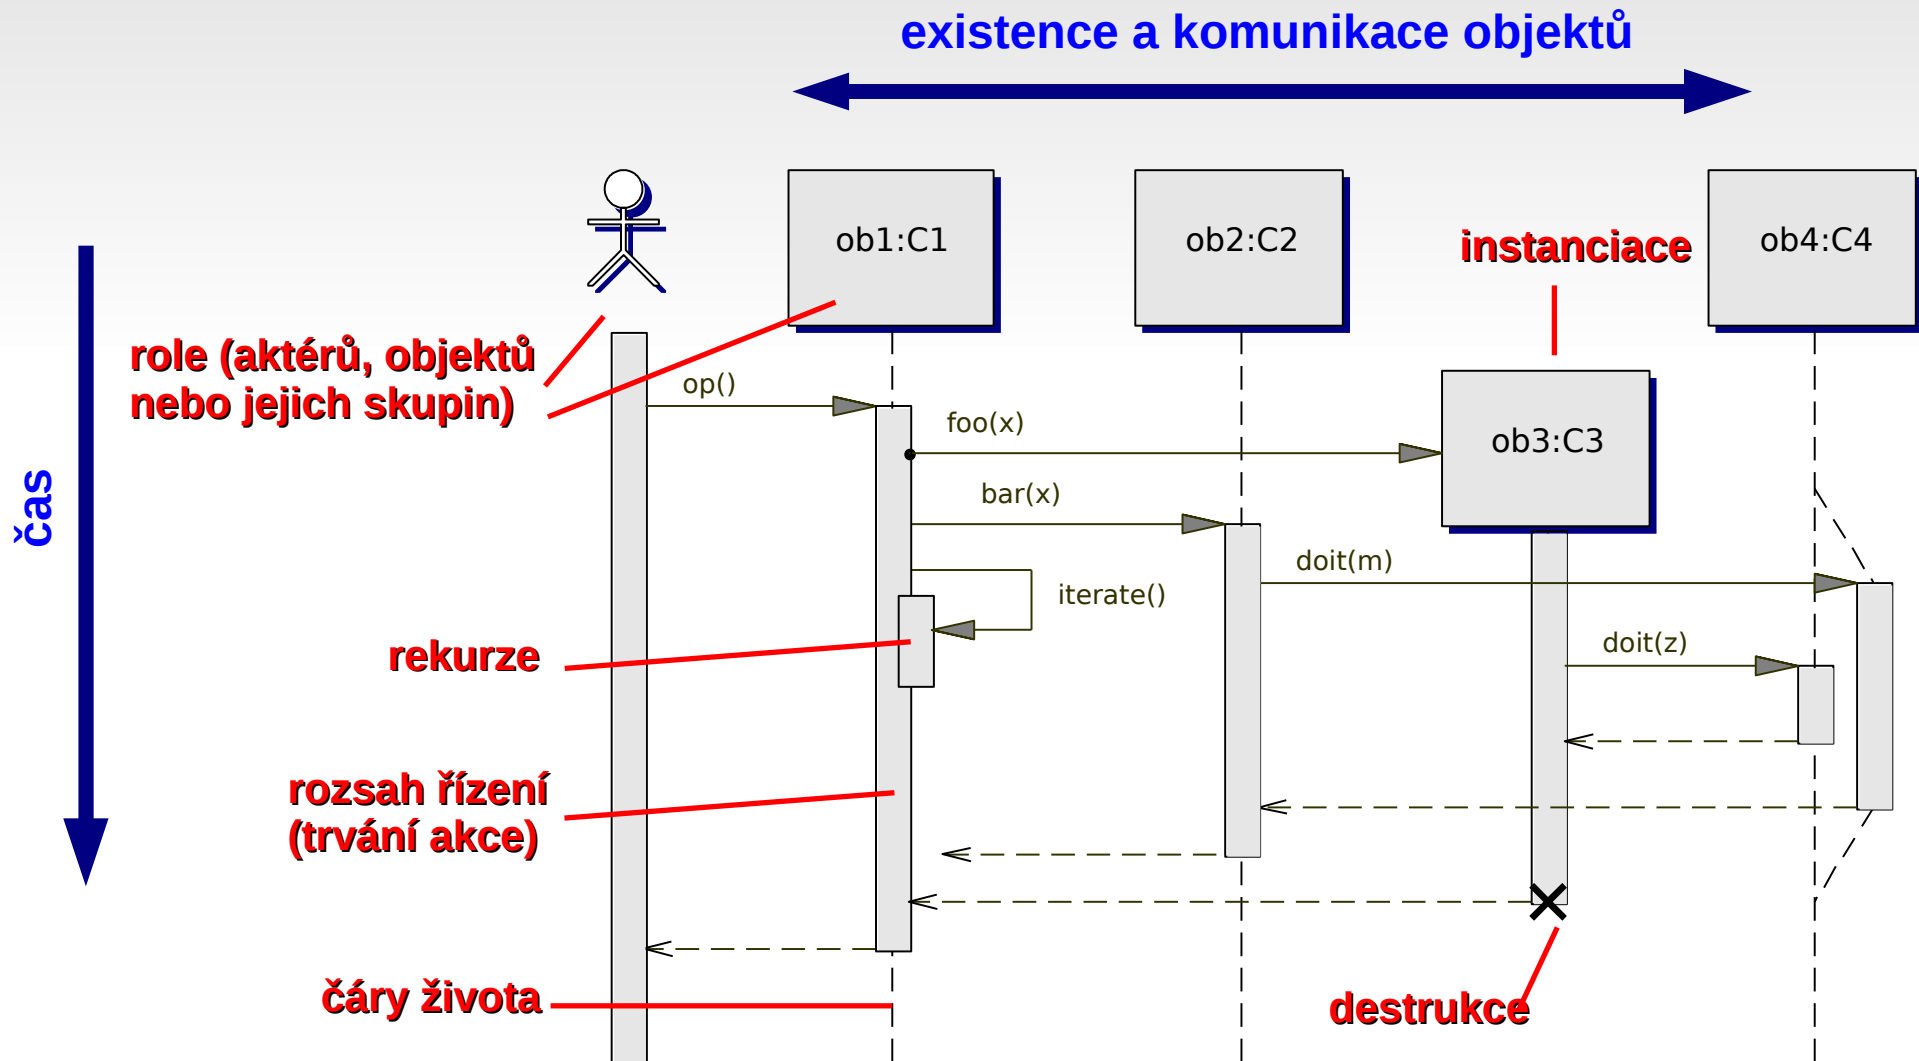 existence a komunikace objektů
ob1:C1
ob2:C2
instanciace
ob4:C4
role (aktérů, objektů
nebo jejich skupin)
op()
foo(x)
ob3:C3
čas
bar(x)
doit(m)
iterate()
rekurze
doit(z)
rozsah řízení
(trvání akce)
čáry života
destrukce